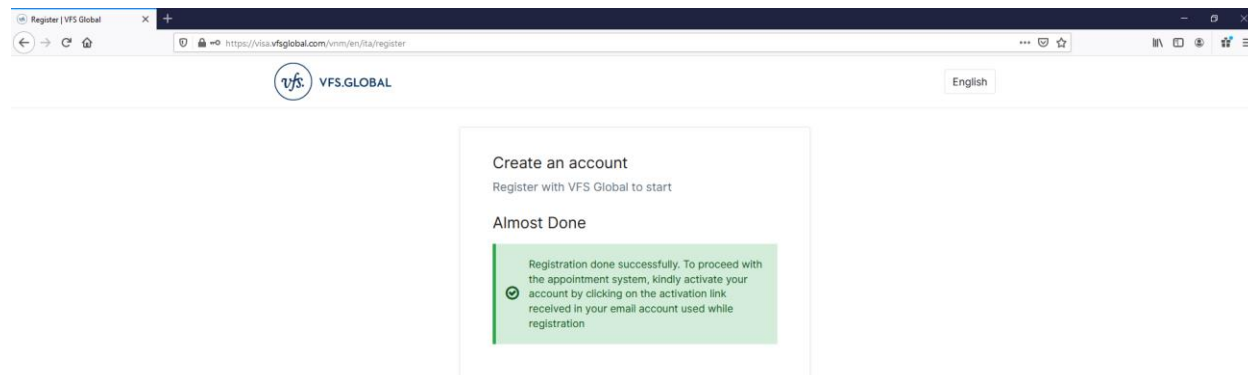 Register | VFS Global
https://visa.vfsglobal.com/vnm/en/ita/register
vfs. VFS.GLOBAL
English
Create an account
Register with VFS Global to start
Almost Done
Registration done successfully. To proceed with
the appointment system, kindly activate your
account by clicking on the activation link
received in your email account used while
registration